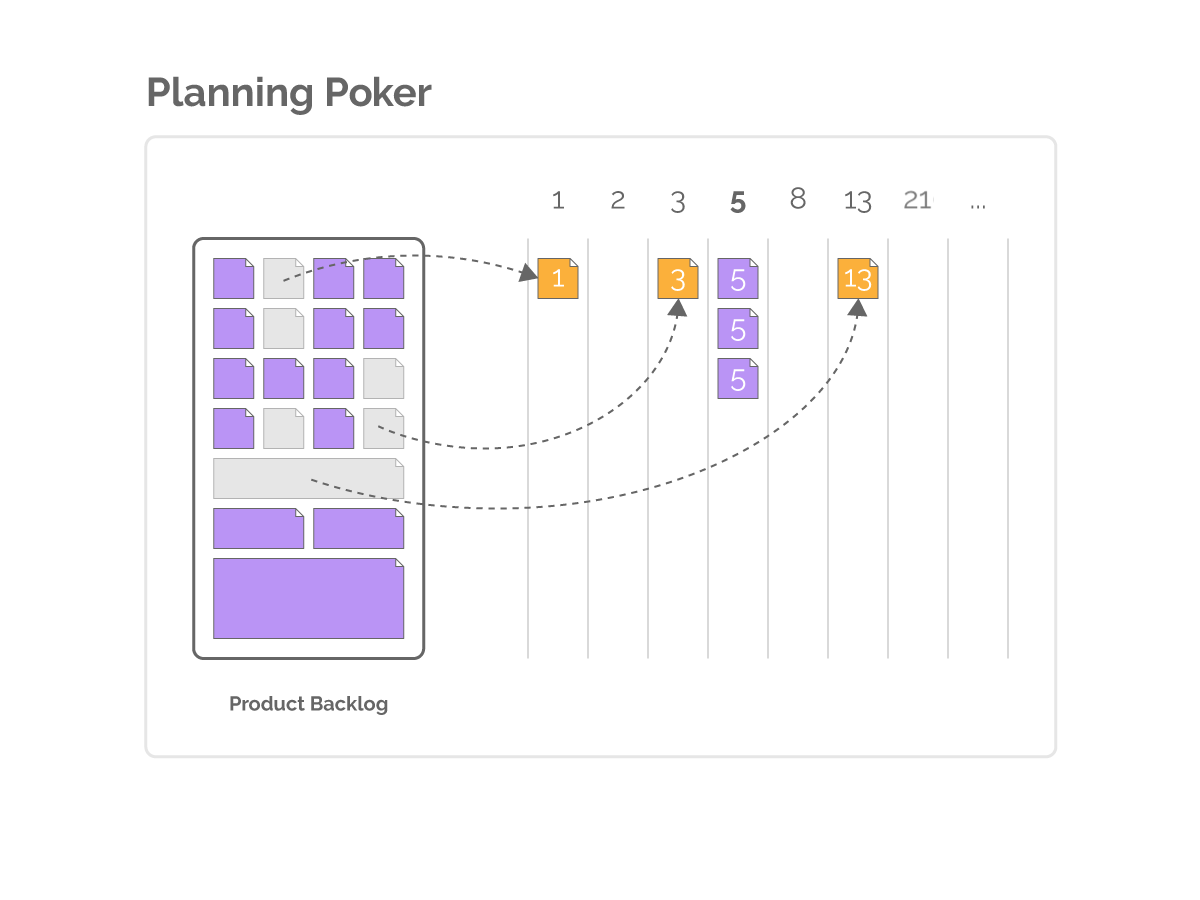 Planning Poker
1 2 3 5 8 13 21 ...
1 3 5 13
5
5
Product Backlog